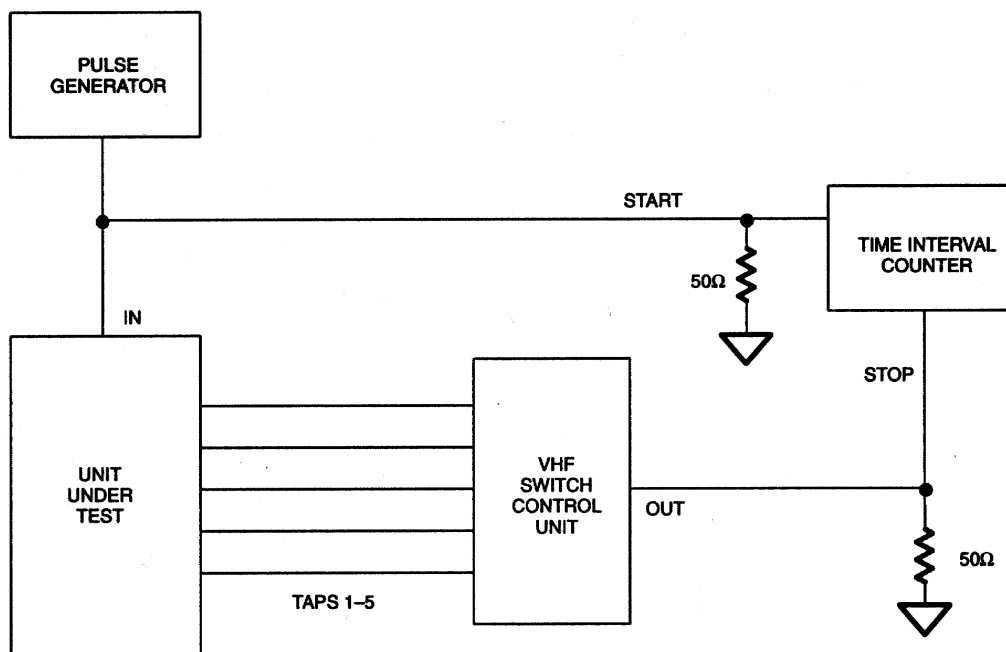 PULSE
GENERATOR
START
TIME INTERVAL
COUNTER
50Ω
IN
STOP
UNIT
UNDER
TEST
VHF
SWITCH
CONTROL
UNIT
OUT
50Ω
TAPS 1–5